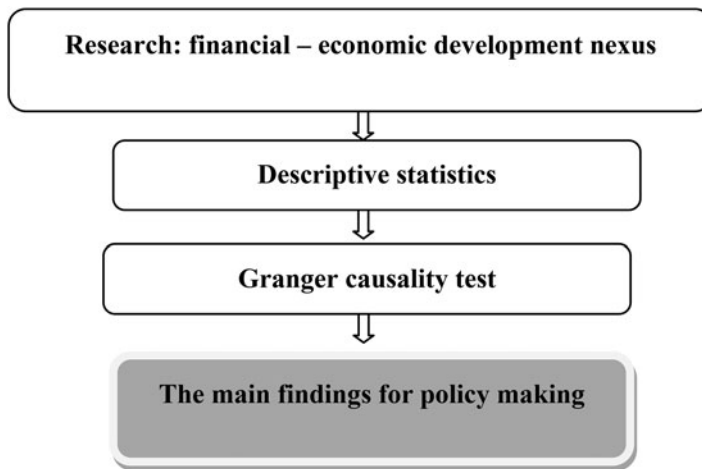 Research: financial – economic development nexus
Descriptive statistics
Granger causality test
The main findings for policy making